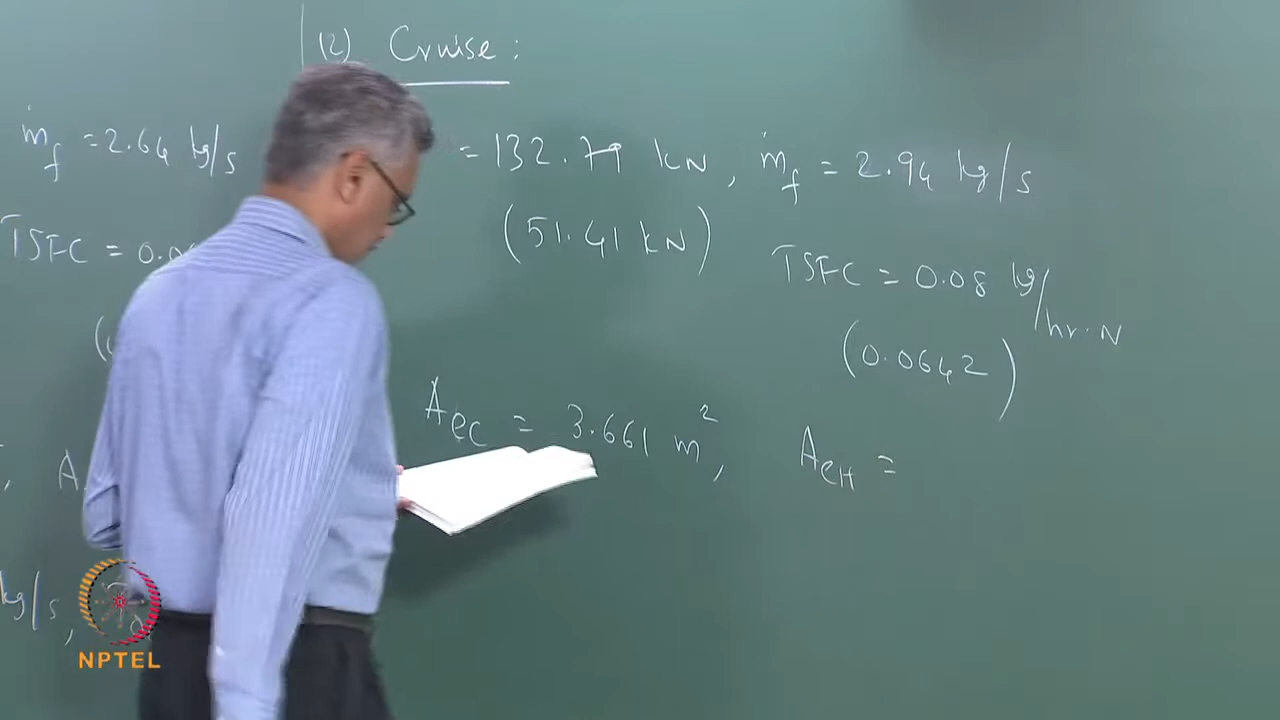 (2) Cruise :
ṁf = 2.64 kg/s
= 132.79 kN , ṁf = 2.94 kg/s
(51.41 kN)
TSFC = 0.0
TSFC = 0.08 kg/hr.N
(0.0642)
AeC = 3.661 m² , AeH =
, A
kg/s ,
NPTEL